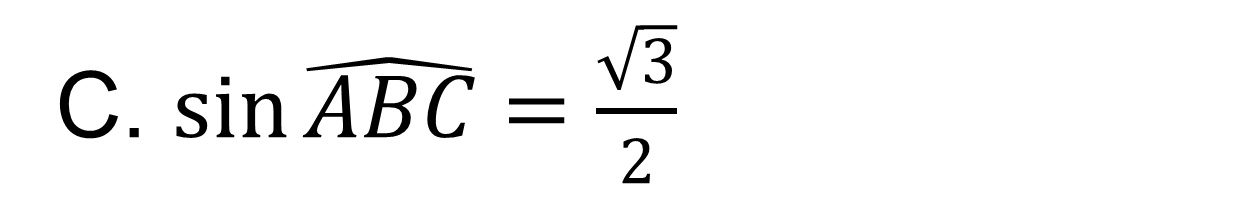 C. $\sin \widehat{ABC} = \frac{\sqrt{3}}{2}$